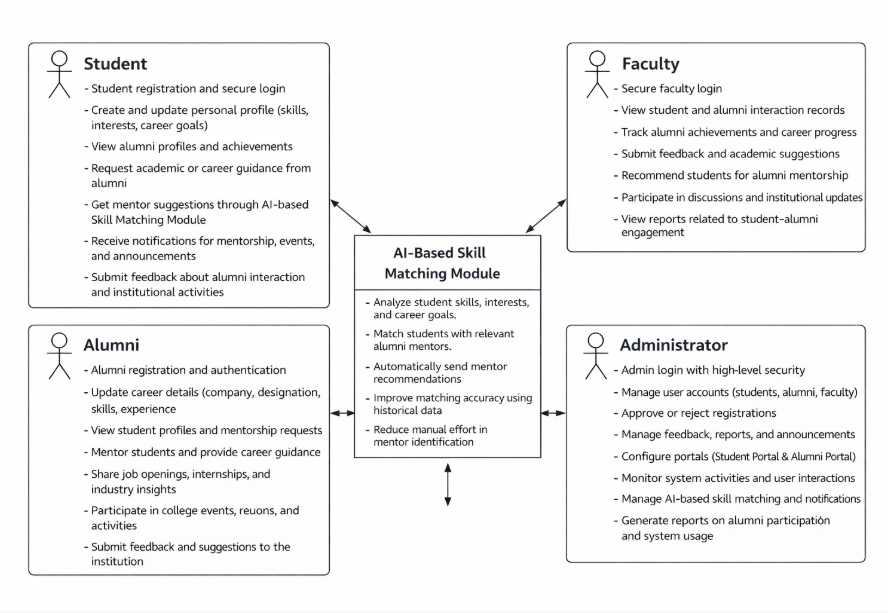 Student
- Student registration and secure login
- Create and update personal profile (skills,
interests, career goals)
- View alumni profiles and achievements
- Request academic or career guidance from
alumni
- Get mentor suggestions through AI-based
Skill Matching Module
- Receive notifications for mentorship, events,
and announcements
- Submit feedback about alumni interaction
and institutional activities
Faculty
- Secure faculty login
- View student and alumni interaction records
- Track alumni achievements and career progress
- Submit feedback and academic suggestions
- Recommend students for alumni mentorship
- Participate in discussions and institutional updates
- View reports related to student-alumni
engagement
AI-Based Skill
Matching Module
- Analyze student skills, interests,
and career goals.
- Match students with relevant
alumni mentors.
- Automatically send mentor
recommendations
- Improve matching accuracy using
historical data
- Reduce manual effort in
mentor identification
Alumni
- Alumni registration and authentication
- Update career details (company, designation,
skills, experience
- View student profiles and mentorship requests
- Mentor students and provide career guidance
- Share job openings, internships, and
industry insights
- Participate in college events, reuons, and
activities
- Submit feedback and suggestions to the
institution
Administrator
- Admin login with high-level security
- Manage user accounts (students, alumni, faculty)
- Approve or reject registrations
- Manage feedback, reports, and announcements
- Configure portals (Student Portal & Alumni Portal)
- Monitor system activities and user interactions
- Manage AI-based skill matching and notifications
- Generate reports on alumni participation
and system usage